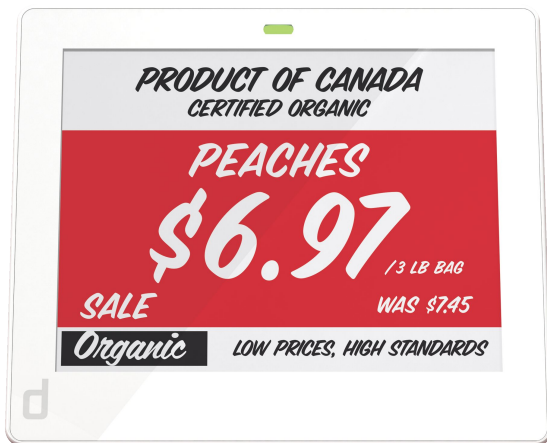 PRODUCT OF CANADA
CERTIFIED ORGANIC
PEACHES
$6.97
/3 LB BAG
SALE
WAS $7.45
Organic
LOW PRICES, HIGH STANDARDS
d